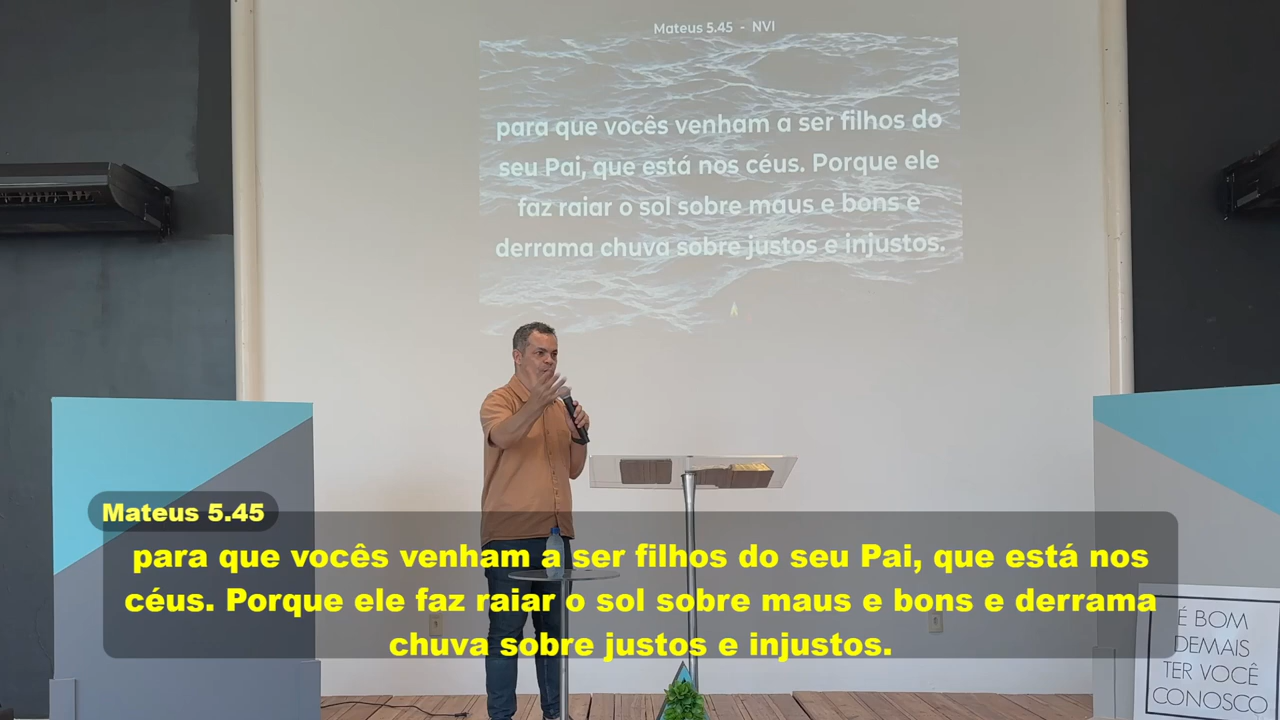 Mateus 5.45 - NVI
para que vocês venham a ser filhos do
seu Pai, que está nos céus. Porque ele
faz raiar o sol sobre maus e bons e
derrama chuva sobre justos e injustos.
Mateus 5.45
para que vocês venham a ser filhos do seu Pai, que está nos
céus. Porque ele faz raiar o sol sobre maus e bons e derrama
chuva sobre justos e injustos.
É BOM
DEMAIS
TER VOCÊ
CONOSCO